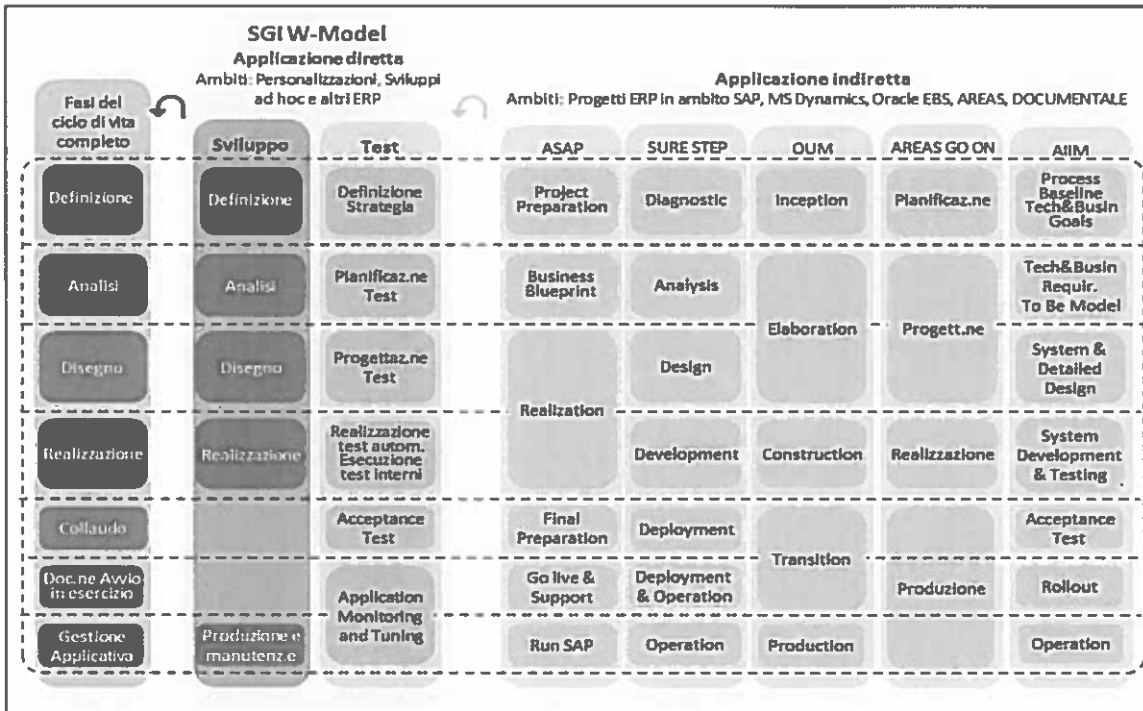 SGI W-Model
Applicazione diretta
Ambiti: Personalizzazioni, Sviluppi
ad hoc e altri ERP
Applicazione indiretta
Ambiti: Progetti ERP in ambito SAP, MS Dynamics, Oracle EBS, AREAS, DOCUMENTALE
Fasi del
ciclo di vita
completo
Sviluppo
Test
ASAP
SURE STEP
OUM
AREAS GO ON
AIIM
Definizione
Definizione
Definizione
Strategia
Project
Preparation
Diagnostic
Inception
Planificaz.ne
Process
Baseline
Tech&Busin
Goals
Analisi
Analisi
Planificaz.ne
Test
Business
Blueprint
Analysis
Elaboration
Progett.ne
Tech&Busin
Requir.
To Be Model
Disegno
Disegno
Progettaz.ne
Test
Realization
Design
System &
Detailed
Design
Realizzazione
Realizzazione
Realizzazione
test autom.
Esecuzione
test interni
Development
Construction
Realizzazione
System
Development
& Testing
Collaudo
Acceptance
Test
Final
Preparation
Deployment
Transition
Acceptance
Test
Doc.ne Avvio
in esercizio
Application
Monitoring
and Tuning
Go live &
Support
Deployment
& Operation
Produzione
Rollout
Gestione
Applicativa
Produzione e
manutenz.e
Run SAP
Operation
Production
Operation